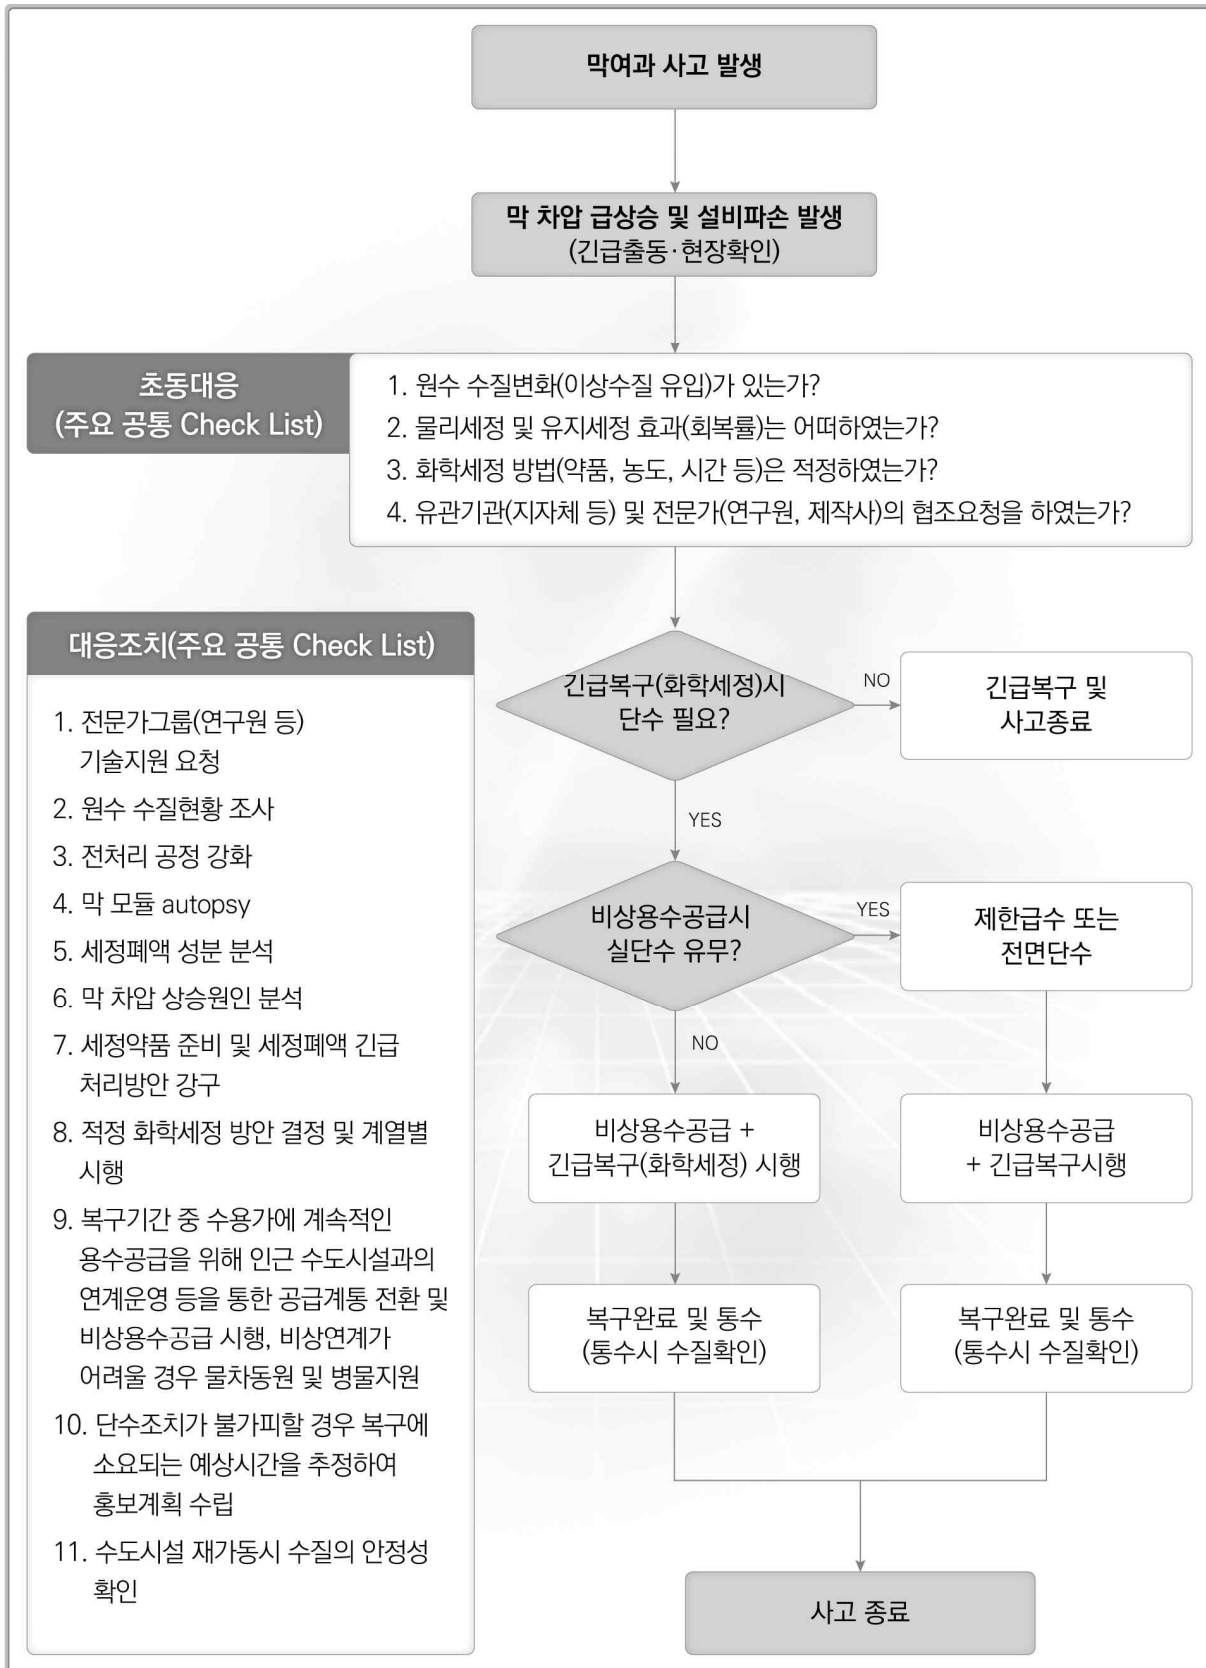 막여과 사고 발생
막 차압 급상승 및 설비파손 발생
(긴급출동·현장확인)
초동대응
(주요 공통 Check List)
1. 원수 수질변화(이상수질 유입)가 있는가?
2. 물리세정 및 유지세정 효과(회복률)는 어떠하였는가?
3. 화학세정 방법(약품, 농도, 시간 등)은 적정하였는가?
4. 유관기관(지자체 등) 및 전문가(연구원, 제작사)의 협조요청을 하였는가?
대응조치(주요 공통 Check List)
1. 전문가그룹(연구원 등)
기술지원 요청
2. 원수 수질현황 조사
3. 전처리 공정 강화
4. 막 모듈 autopsy
5. 세정폐액 성분 분석
6. 막 차압 상승원인 분석
7. 세정약품 준비 및 세정폐액 긴급
처리방안 강구
8. 적정 화학세정 방안 결정 및 계열별
시행
9. 복구기간 중 수용가에 계속적인
용수공급을 위해 인근 수도시설과의
연계운영 등을 통한 공급계통 전환 및
비상용수공급 시행, 비상연계가
어려울 경우 물차동원 및 병물지원
10. 단수조치가 불가피할 경우 복구에
소요되는 예상시간을 추정하여
홍보계획 수립
11. 수도시설 재가동시 수질의 안정성
확인
긴급복구(화학세정)시
단수 필요?
NO
긴급복구 및
사고종료
YES
비상용수공급시
실단수 유무?
YES
제한급수 또는
전면단수
NO
비상용수공급 +
긴급복구(화학세정) 시행
비상용수공급
+ 긴급복구시행
복구완료 및 통수
(통수시 수질확인)
복구완료 및 통수
(통수시 수질확인)
사고 종료